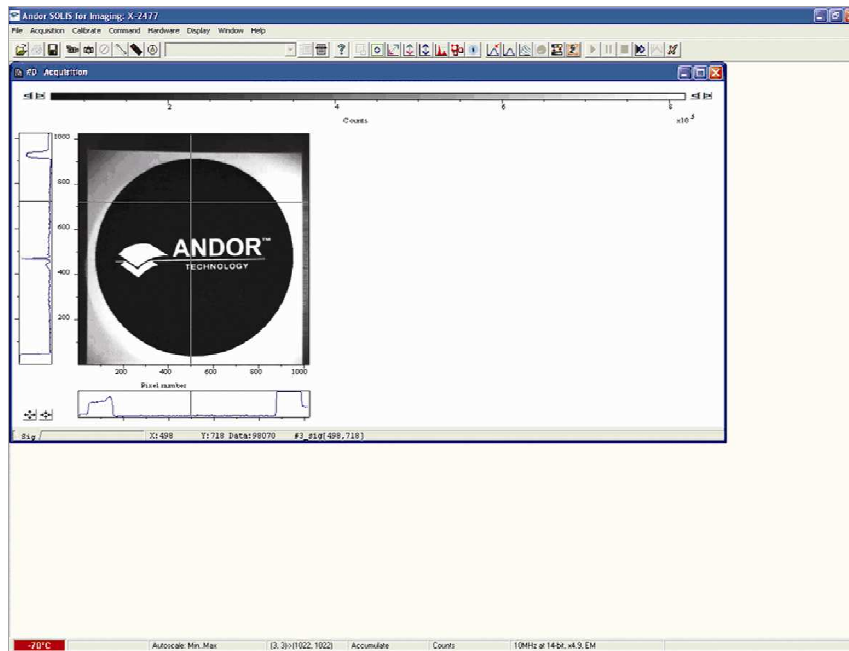 Andor SOLIS for Imaging: X-2477
File Acquisition Calibrate Command Hardware Display Window Help
#0 Acquisition
2 4 6 8
Counts x10 5
1000
800
600
400
200
ANDOR™
TECHNOLOGY
200 400 600 800 1000
Pixel number
Sig X:498 Y:718 Data:98070 #3_sig[498,718]
-70°C Autoscale: Min..Max (3, 3)>(1022, 1022) Accumulate Counts 10MHz at 14-bit, x4.9, EM